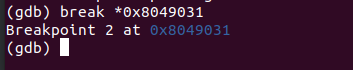 (gdb) break *0x8049031
Breakpoint 2 at 0x8049031
(gdb)